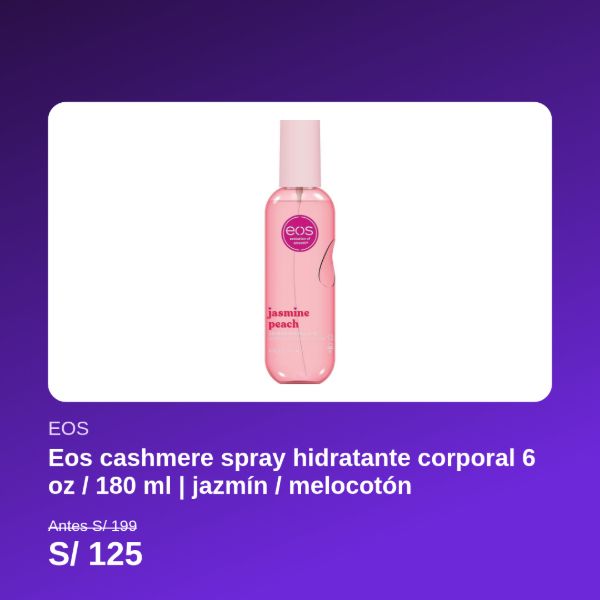 eos
jasmine
peach
EOS
Eos cashmere spray hidratante corporal 6
oz / 180 ml | jazmín / melocotón
Antes S/ 199
S/ 125